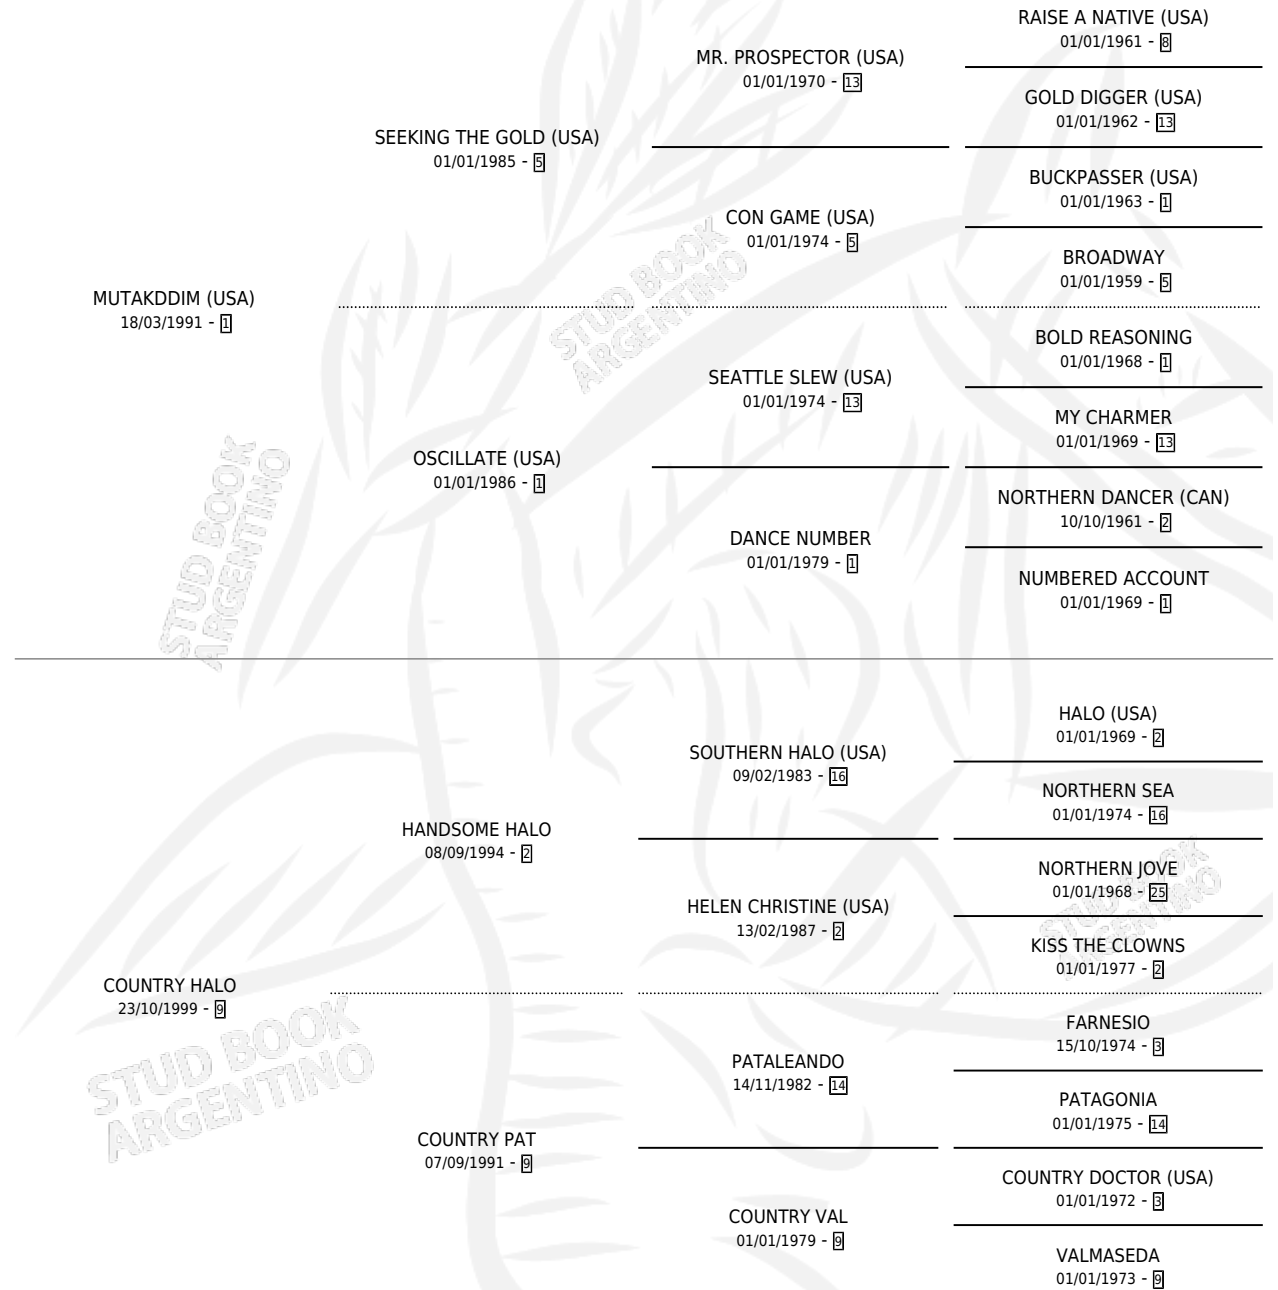 RAISE A NATIVE (USA)
01/01/1961 - 8
MR. PROSPECTOR (USA)
01/01/1970 - 13
GOLD DIGGER (USA)
01/01/1962 - 13
SEEKING THE GOLD (USA)
01/01/1985 - 5
BUCKPASSER (USA)
01/01/1963 - 1
CON GAME (USA)
01/01/1974 - 5
BROADWAY
01/01/1959 - 5
MUTAKDDIM (USA)
18/03/1991 - 1
STUD BOOK
ARGENTINO
BOLD REASONING
01/01/1968 - 1
SEATTLE SLEW (USA)
01/01/1974 - 13
MY CHARMER
01/01/1969 - 13
OSCILLATE (USA)
01/01/1986 - 1
NORTHERN DANCER (CAN)
10/10/1961 - 2
DANCE NUMBER
01/01/1979 - 1
NUMBERED ACCOUNT
01/01/1969 - 1
STUD BOOK
ARGENTINO
HALO (USA)
01/01/1969 - 2
SOUTHERN HALO (USA)
09/02/1983 - 16
NORTHERN SEA
01/01/1974 - 16
HANDSOME HALO
08/09/1994 - 2
NORTHERN JOVE
01/01/1968 - 25
HELEN CHRISTINE (USA)
13/02/1987 - 2
STUD BOOK
ARGENTINO
KISS THE CLOWNS
01/01/1977 - 2
COUNTRY HALO
23/10/1999 - 9
STUD BOOK
ARGENTINO
FARNESIO
15/10/1974 - 3
PATALEANDO
14/11/1982 - 14
PATAGONIA
01/01/1975 - 14
COUNTRY PAT
07/09/1991 - 9
COUNTRY DOCTOR (USA)
01/01/1972 - 3
COUNTRY VAL
01/01/1979 - 9
VALMASEDA
01/01/1973 - 9